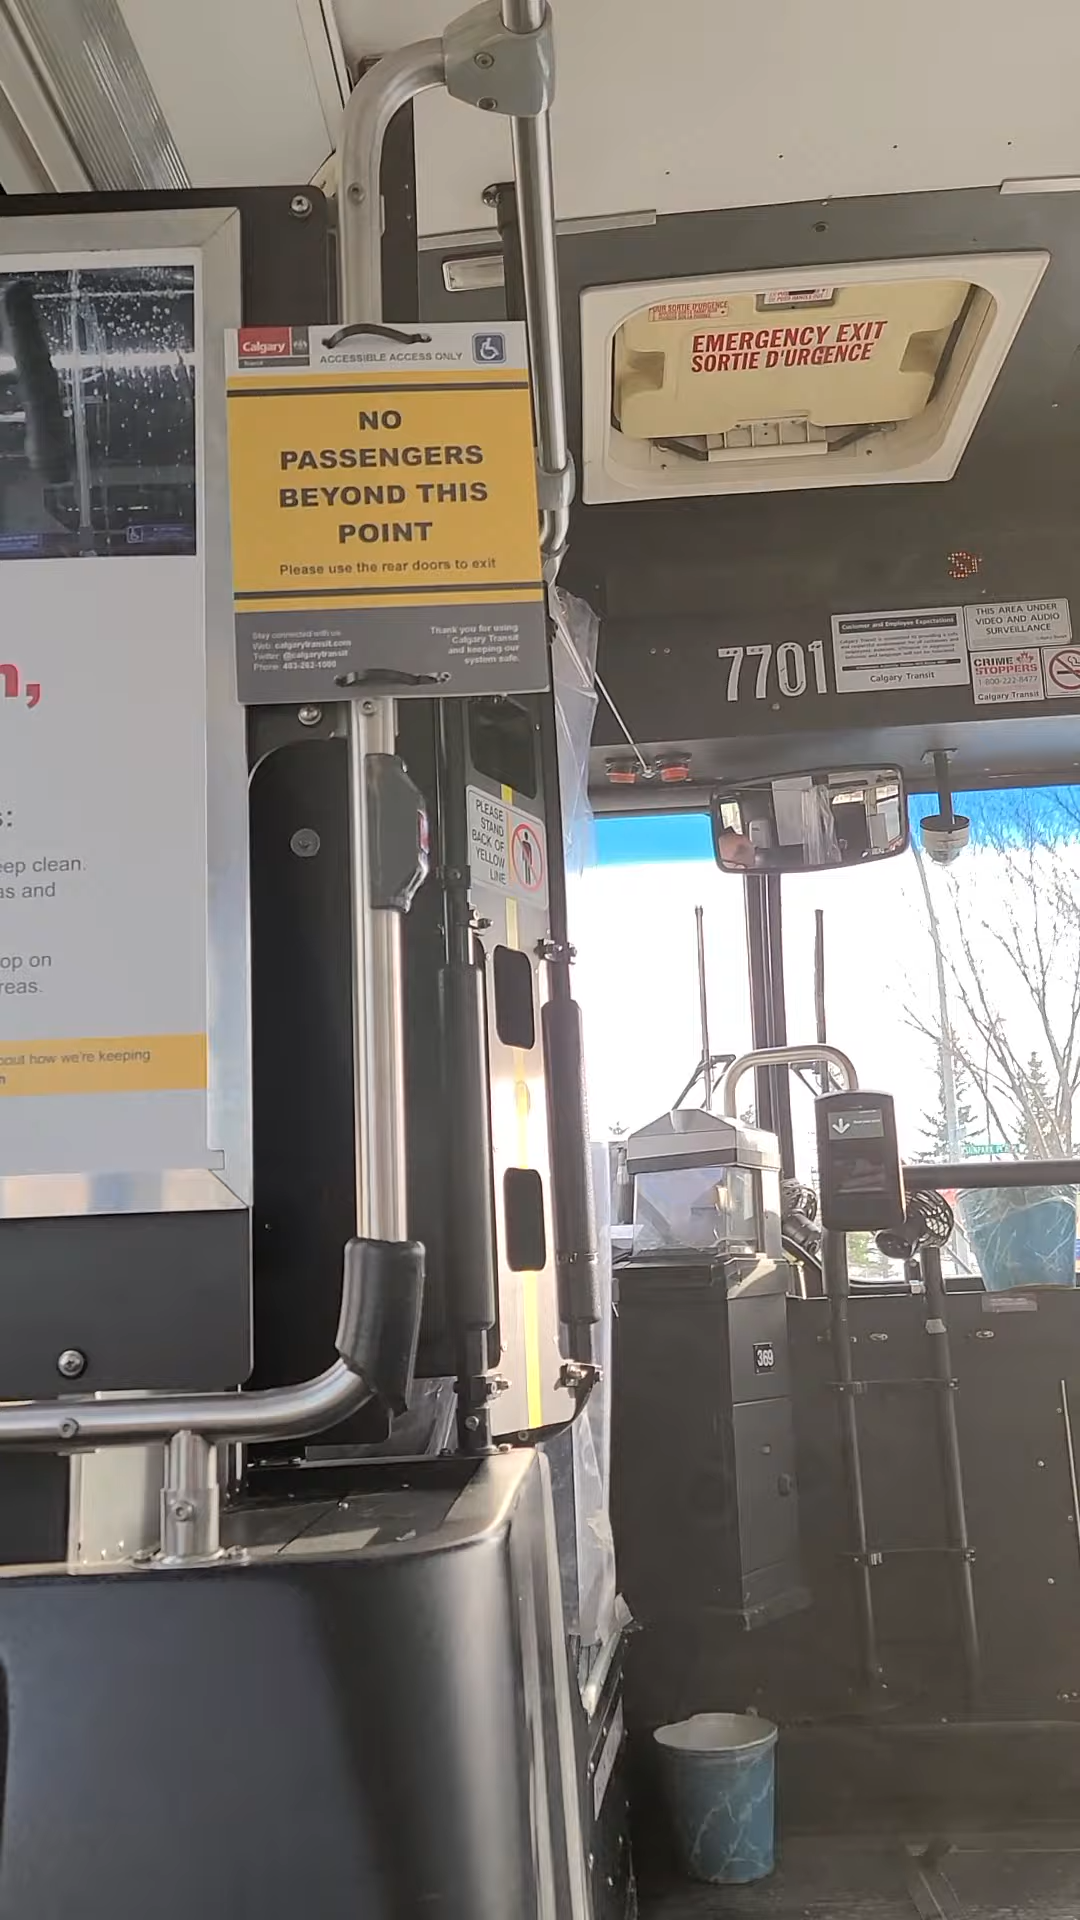 Calgary
Transit
ACCESSIBLE ACCESS ONLY
NO
PASSENGERS
BEYOND THIS
POINT
Please use the rear doors to exit
Stay connected with us
Web: calgarytransit.com
Twitter: @calgarytransit
Phone: 403-262-1000
Thank you for using
Calgary Transit
and keeping our
system safe.
EMERGENCY EXIT
SORTIE D'URGENCE
7701
Customer and Employee Expectations
Calgary Transit
THIS AREA UNDER
VIDEO AND AUDIO
SURVEILLANCE
CRIME
STOPPERS
1-800-222-8477
Calgary Transit
PLEASE
STAND
BACK OF
YELLOW
LINE
n,
s:
eep clean.
as and
op on
reas.
bout how we're keeping
h
SUNPARK
369